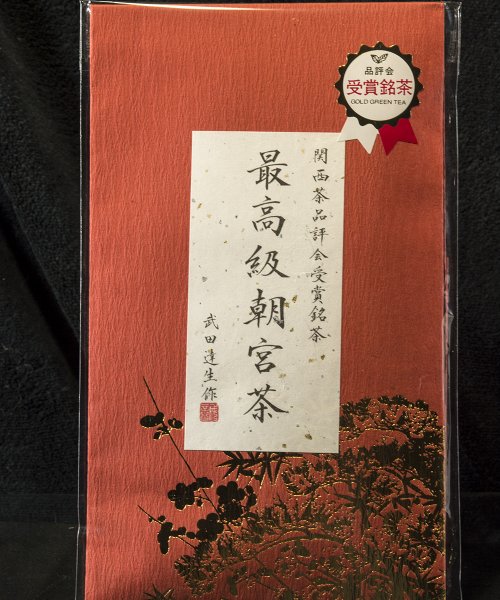 品評会
受賞銘茶
GOLD GREEN TEA
関西茶品評会受賞銘茶
最高級朝宮茶
武田達生作